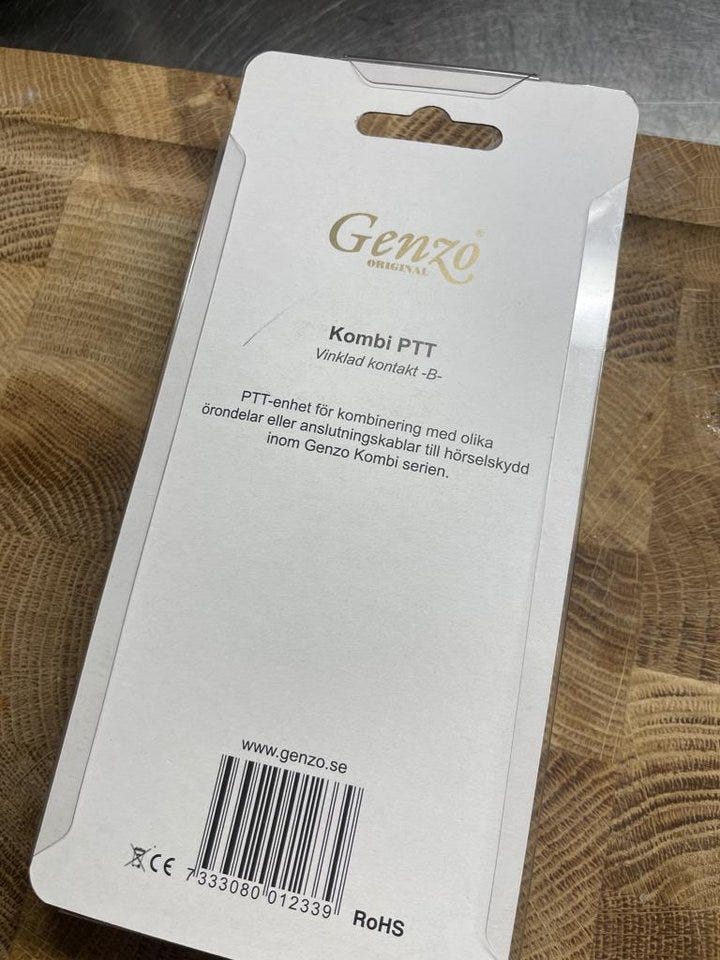 Genzo®
ORIGINAL
Kombi PTT
Vinklad kontakt -B-
PTT-enhet för kombinering med olika
örondelar eller anslutningskablar till hörselskydd
inom Genzo Kombi serien.
www.genzo.se
CE 7 333080 012339 RoHS